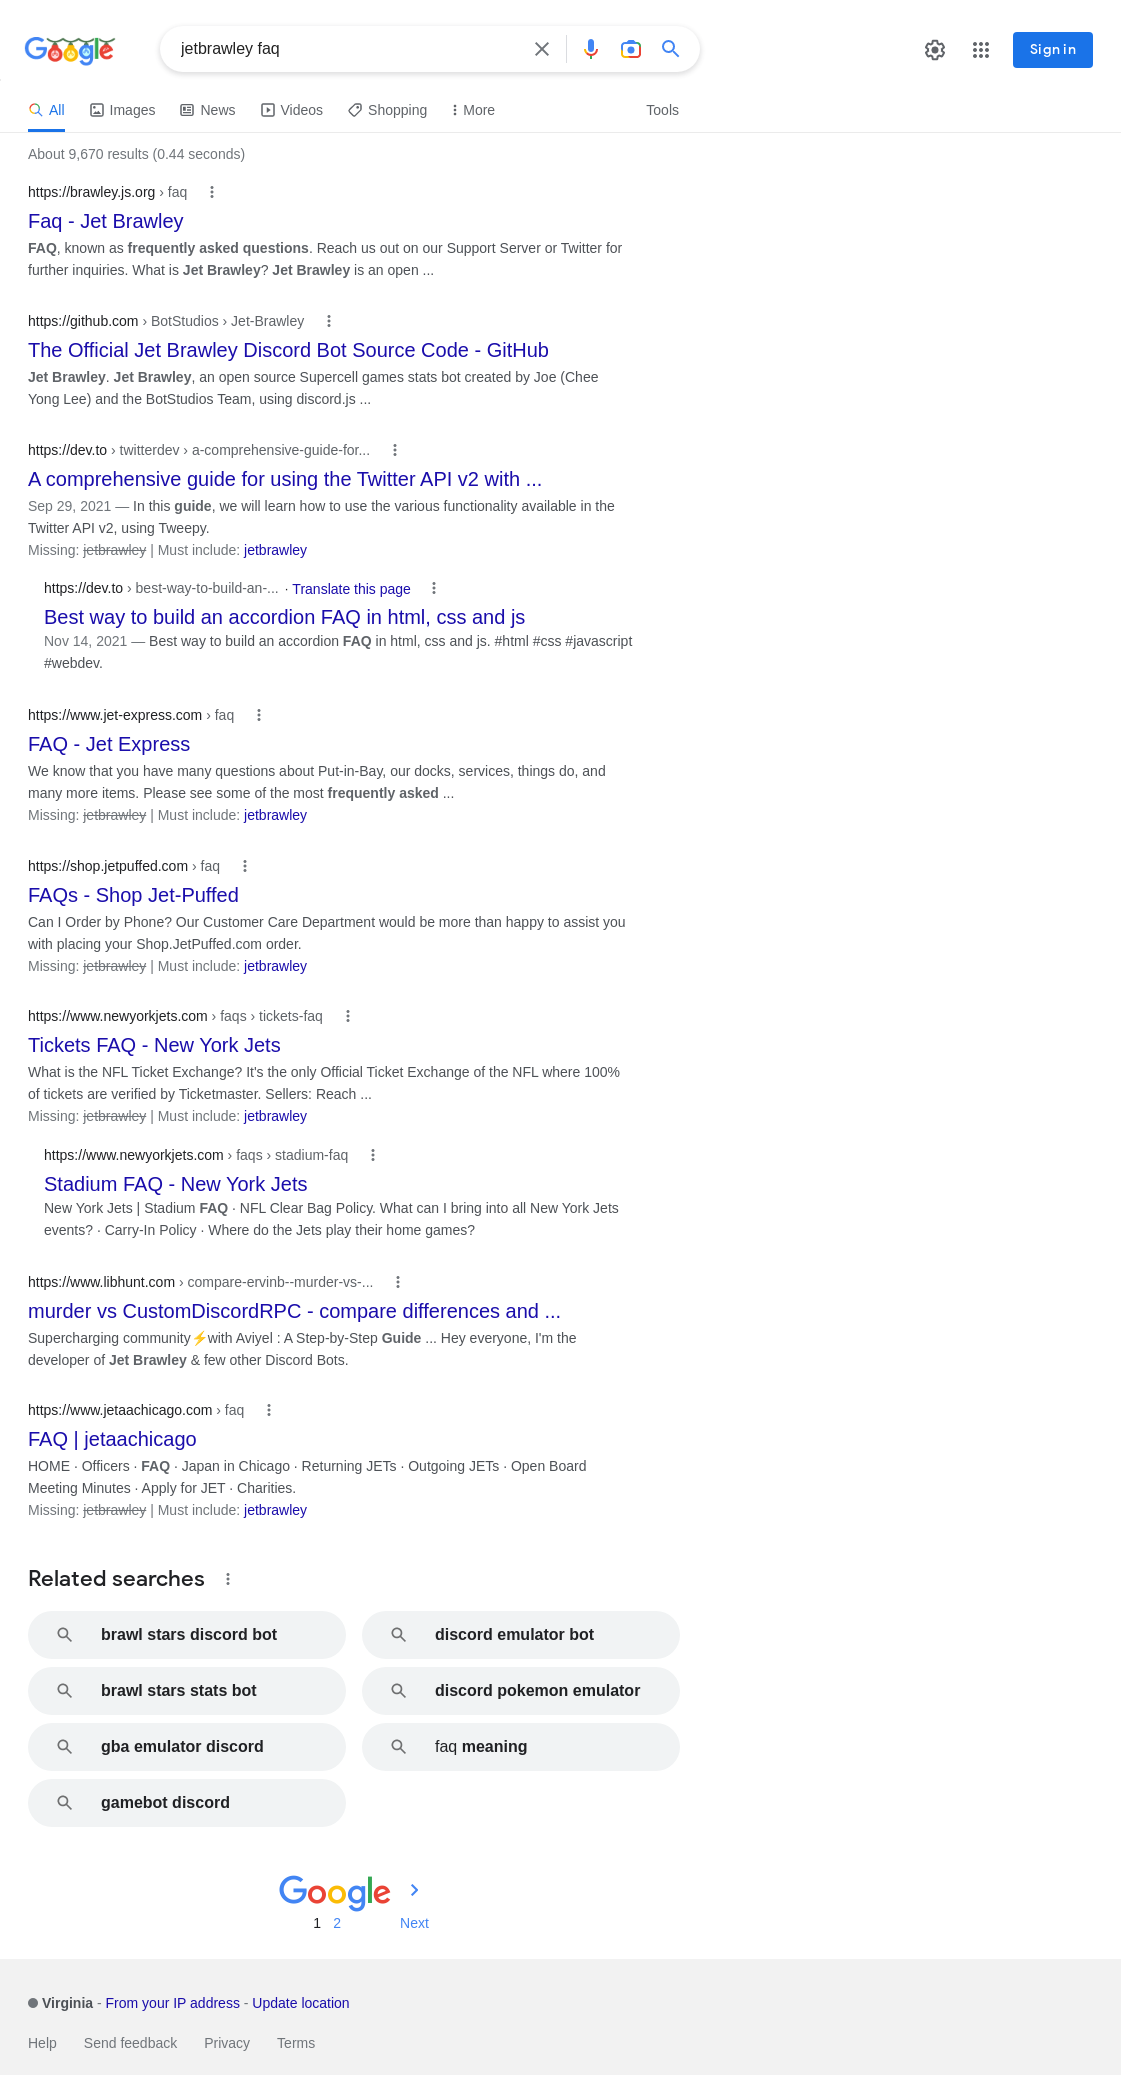 Google
jetbrawley faq
Sign in
All
Images
News
Videos
Shopping
More
Tools
About 9,670 results (0.44 seconds)
https://brawley.js.org › faq
Faq - Jet Brawley
FAQ, known as frequently asked questions. Reach us out on our Support Server or Twitter for
further inquiries. What is Jet Brawley? Jet Brawley is an open ...
https://github.com › BotStudios › Jet-Brawley
The Official Jet Brawley Discord Bot Source Code - GitHub
Jet Brawley. Jet Brawley, an open source Supercell games stats bot created by Joe (Chee
Yong Lee) and the BotStudios Team, using discord.js ...
https://dev.to › twitterdev › a-comprehensive-guide-for...
A comprehensive guide for using the Twitter API v2 with ...
Sep 29, 2021 — In this guide, we will learn how to use the various functionality available in the
Twitter API v2, using Tweepy.
Missing: jetbrawley | Must include: jetbrawley
https://dev.to › best-way-to-build-an-... · Translate this page
Best way to build an accordion FAQ in html, css and js
Nov 14, 2021 — Best way to build an accordion FAQ in html, css and js. #html #css #javascript
#webdev.
https://www.jet-express.com › faq
FAQ - Jet Express
We know that you have many questions about Put-in-Bay, our docks, services, things do, and
many more items. Please see some of the most frequently asked ...
Missing: jetbrawley | Must include: jetbrawley
https://shop.jetpuffed.com › faq
FAQs - Shop Jet-Puffed
Can I Order by Phone? Our Customer Care Department would be more than happy to assist you
with placing your Shop.JetPuffed.com order.
Missing: jetbrawley | Must include: jetbrawley
https://www.newyorkjets.com › faqs › tickets-faq
Tickets FAQ - New York Jets
What is the NFL Ticket Exchange? It's the only Official Ticket Exchange of the NFL where 100%
of tickets are verified by Ticketmaster. Sellers: Reach ...
Missing: jetbrawley | Must include: jetbrawley
https://www.newyorkjets.com › faqs › stadium-faq
Stadium FAQ - New York Jets
New York Jets | Stadium FAQ · NFL Clear Bag Policy. What can I bring into all New York Jets
events? · Carry-In Policy · Where do the Jets play their home games?
https://www.libhunt.com › compare-ervinb--murder-vs-...
murder vs CustomDiscordRPC - compare differences and ...
Supercharging community⚡with Aviyel : A Step-by-Step Guide ... Hey everyone, I'm the
developer of Jet Brawley & few other Discord Bots.
https://www.jetaachicago.com › faq
FAQ | jetaachicago
HOME · Officers · FAQ · Japan in Chicago · Returning JETs · Outgoing JETs · Open Board
Meeting Minutes · Apply for JET · Charities.
Missing: jetbrawley | Must include: jetbrawley
Related searches
brawl stars discord bot
discord emulator bot
brawl stars stats bot
discord pokemon emulator
gba emulator discord
faq meaning
gamebot discord
Google
1 2 Next
Virginia - From your IP address - Update location
Help Send feedback Privacy Terms